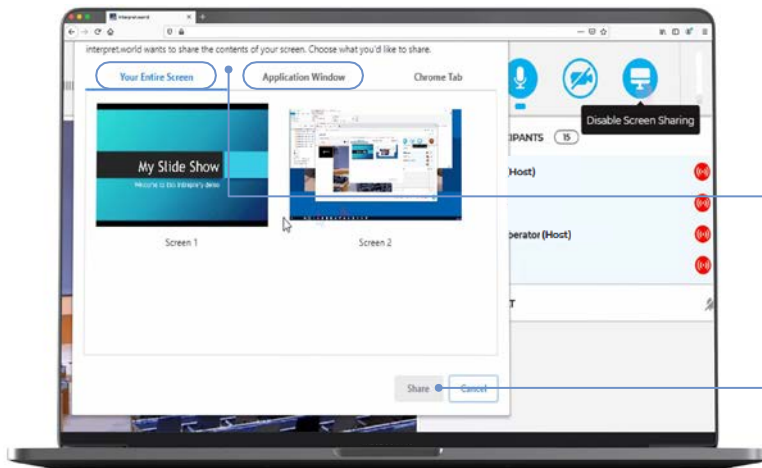 interpret.world
interpret.world wants to share the contents of your screen. Choose what you'd like to share.
Your Entire Screen
Application Window
Chrome Tab
My Slide Show
Welcome to this Interprefy demo
Screen 1
Screen 2
Share
Cancel
Disable Screen Sharing
IPANTS 15
(Host)
perator (Host)
T